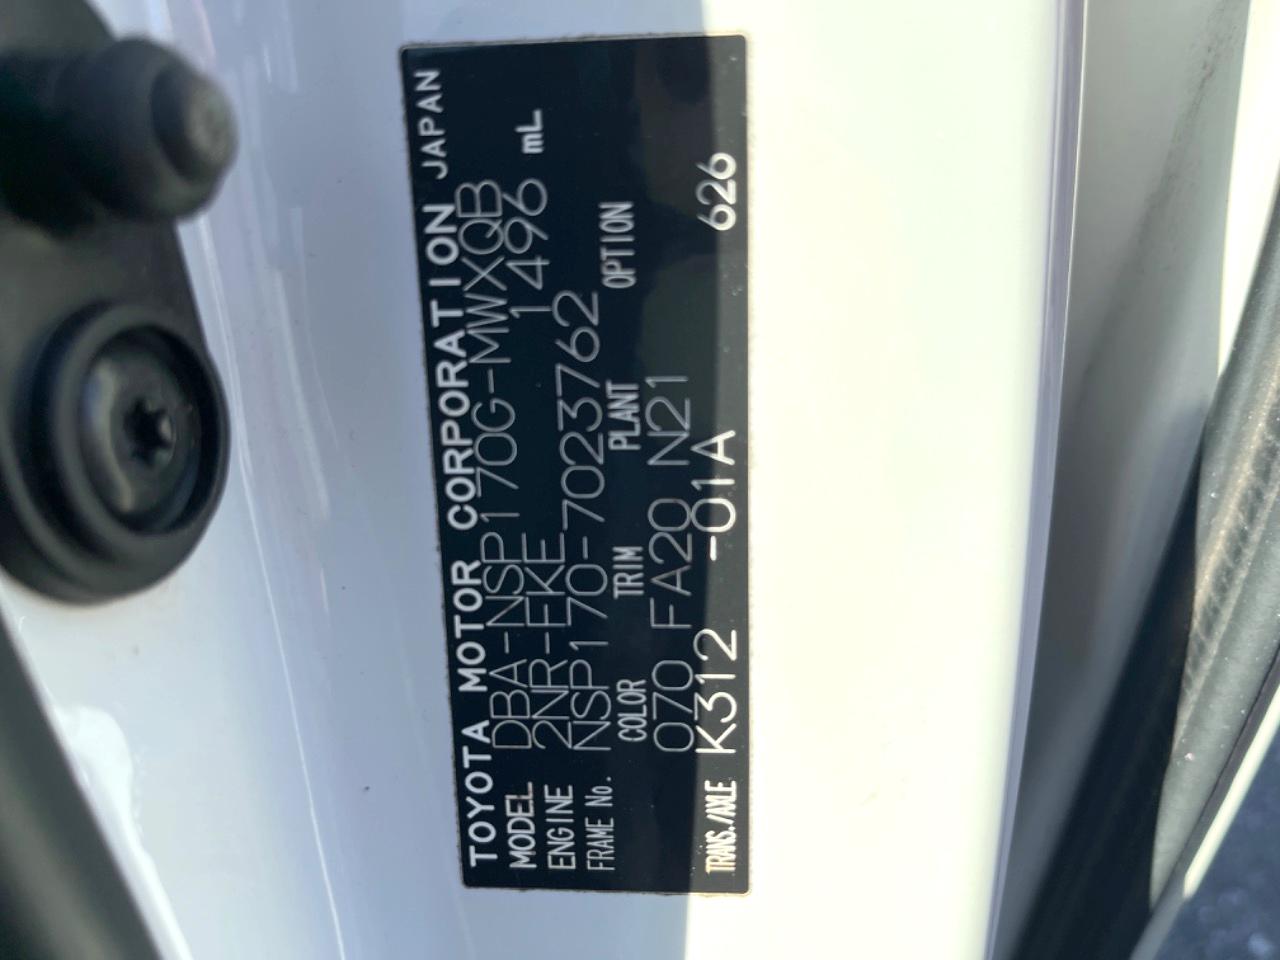 TOYOTA MOTOR CORPORATION JAPAN
MODEL DBA-NSP170G-MWXQB
ENGINE 2NR-FKE 1496 mL
FRAME No. NSP170-7023762
COLOR TRIM PLANT OPTION
070 FA20 N21
TRANS./AXLE K312 -01A 626